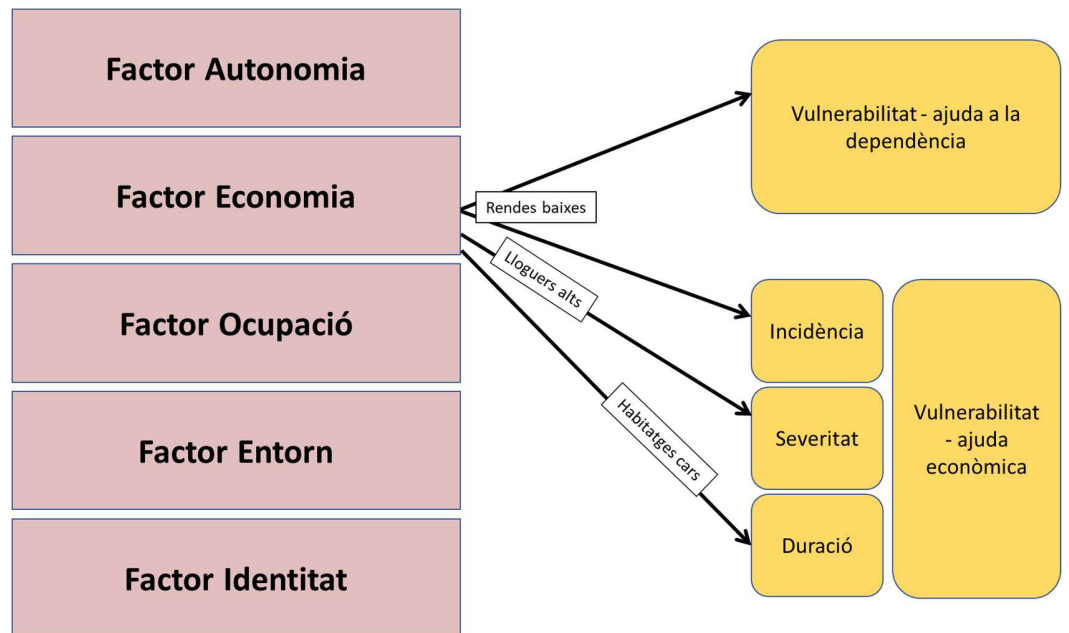 Factor Autonomia
Factor Economia
Factor Ocupació
Factor Entorn
Factor Identitat
Rendes baixes
Lloguers alts
Habitatges cars
Vulnerabilitat - ajuda a la
dependència
Incidència
Severitat
Duració
Vulnerabilitat
- ajuda
econòmica